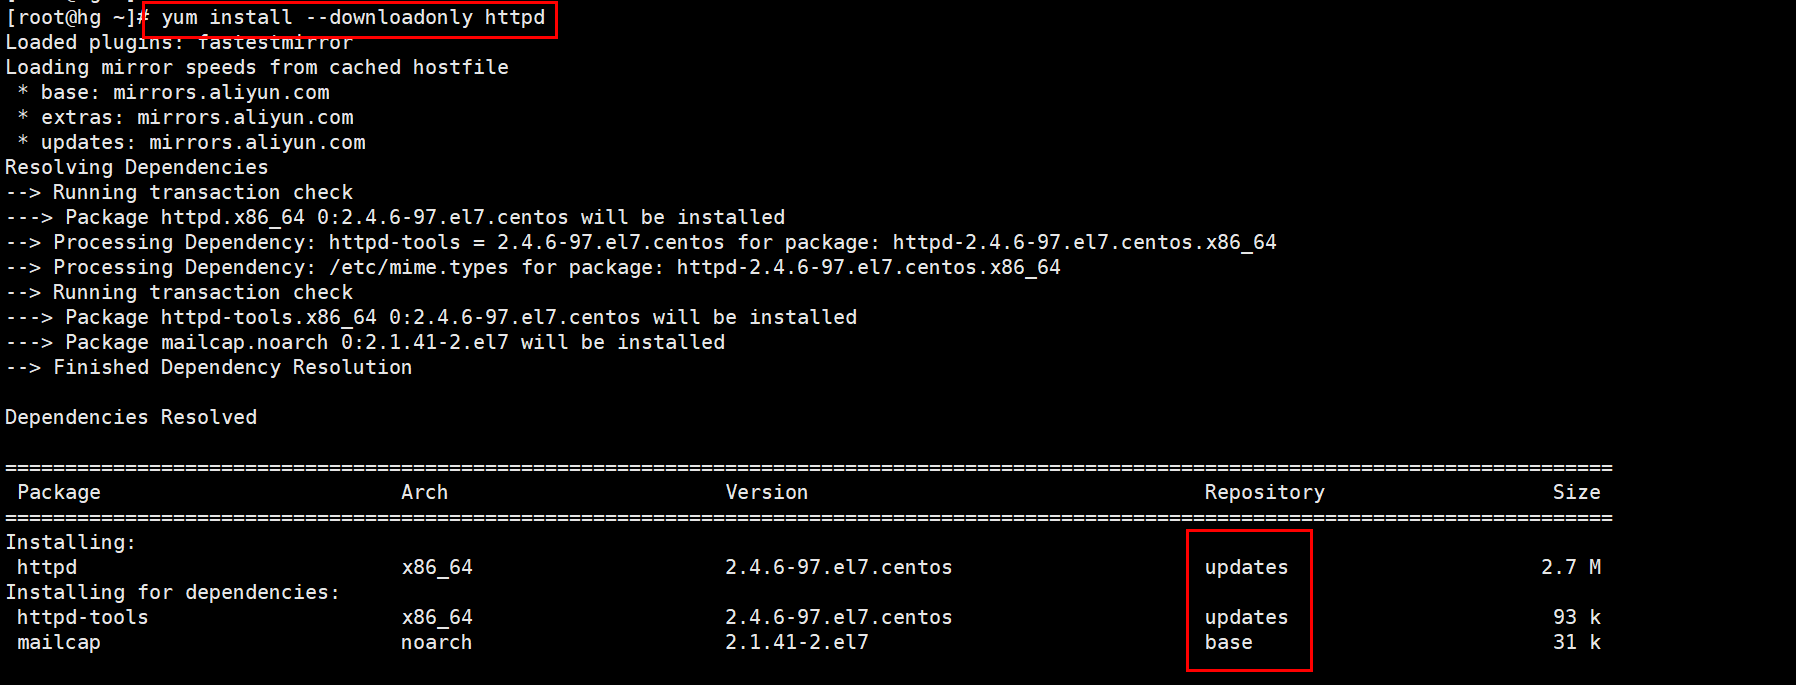 [root@hg ~]# yum install --downloadonly httpd
Loaded plugins: fastestmirror
Loading mirror speeds from cached hostfile
 * base: mirrors.aliyun.com
 * extras: mirrors.aliyun.com
 * updates: mirrors.aliyun.com
Resolving Dependencies
--> Running transaction check
---> Package httpd.x86_64 0:2.4.6-97.el7.centos will be installed
--> Processing Dependency: httpd-tools = 2.4.6-97.el7.centos for package: httpd-2.4.6-97.el7.centos.x86_64
--> Processing Dependency: /etc/mime.types for package: httpd-2.4.6-97.el7.centos.x86_64
--> Running transaction check
---> Package httpd-tools.x86_64 0:2.4.6-97.el7.centos will be installed
---> Package mailcap.noarch 0:2.1.41-2.el7 will be installed
--> Finished Dependency Resolution
Dependencies Resolved
======================================================================================================================================
 Package Arch Version Repository Size
======================================================================================================================================
Installing:
 httpd x86_64 2.4.6-97.el7.centos updates 2.7 M
Installing for dependencies:
 httpd-tools x86_64 2.4.6-97.el7.centos updates 93 k
 mailcap noarch 2.1.41-2.el7 base 31 k